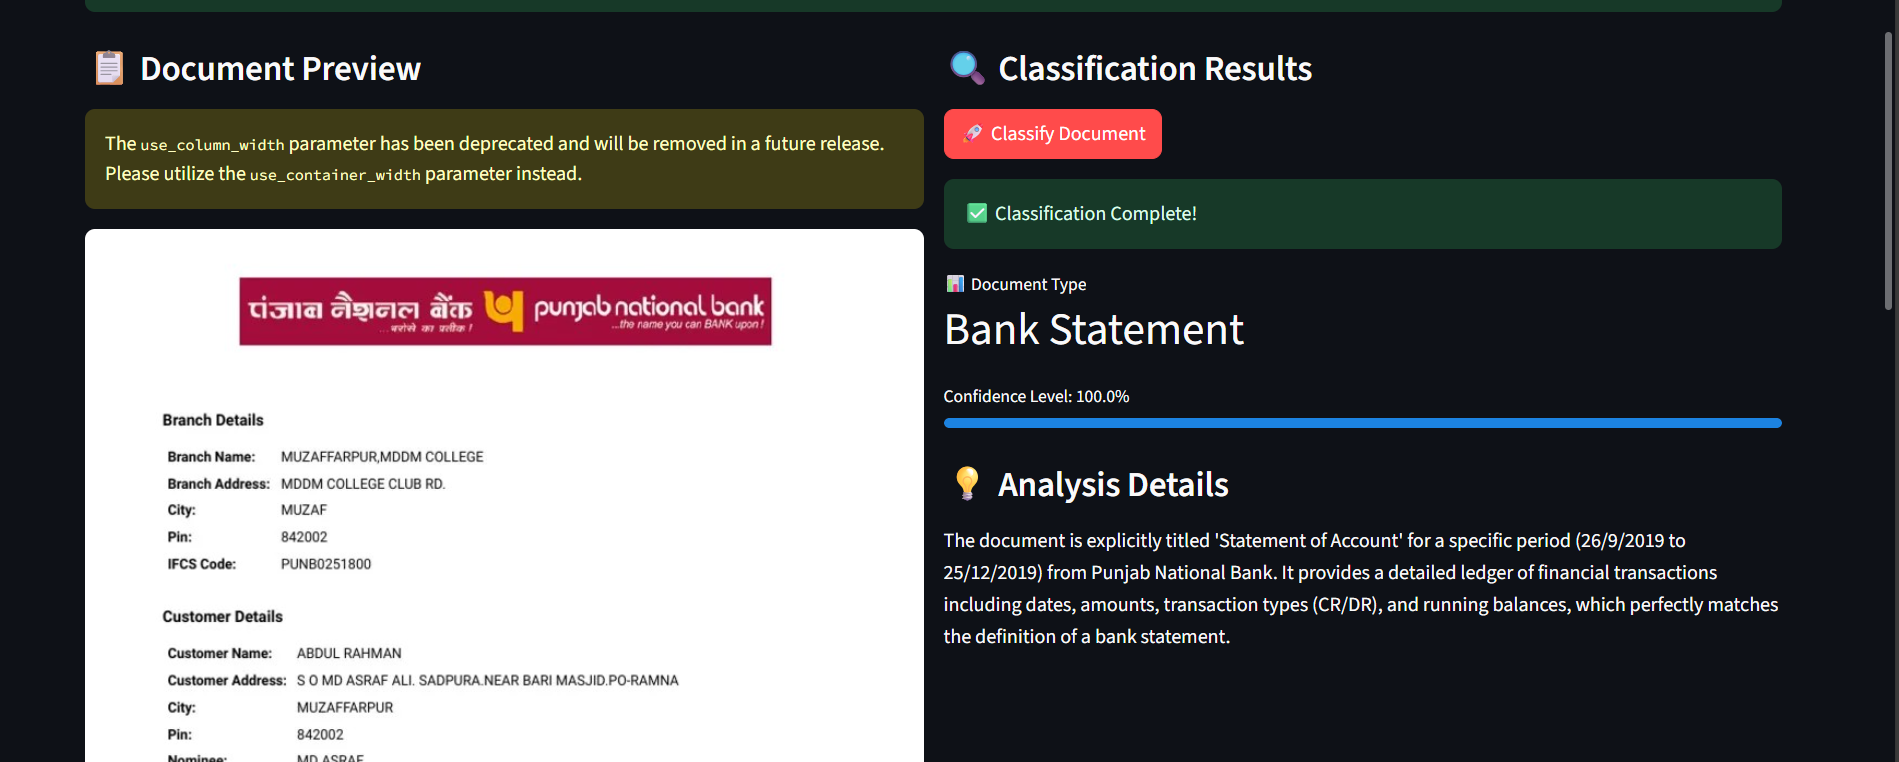 📋 Document Preview
The use_column_width parameter has been deprecated and will be removed in a future release.
Please utilize the use_container_width parameter instead.
पंजाब नैशनल बैंक
...भरोसे का प्रतीक !
punjab national bank
...the name you can BANK upon !
Branch Details
Branch Name: MUZAFFARPUR,MDDM COLLEGE
Branch Address: MDDM COLLEGE CLUB RD.
City: MUZAF
Pin: 842002
IFCS Code: PUNB0251800
Customer Details
Customer Name: ABDUL RAHMAN
Customer Address: S O MD ASRAF ALI. SADPURA.NEAR BARI MASJID.PO-RAMNA
City: MUZAFFARPUR
Pin: 842002
Nominee: MD ASRAF
🔍 Classification Results
🚀 Classify Document
✅ Classification Complete!
📊 Document Type
Bank Statement
Confidence Level: 100.0%
💡 Analysis Details
The document is explicitly titled 'Statement of Account' for a specific period (26/9/2019 to
25/12/2019) from Punjab National Bank. It provides a detailed ledger of financial transactions
including dates, amounts, transaction types (CR/DR), and running balances, which perfectly matches
the definition of a bank statement.